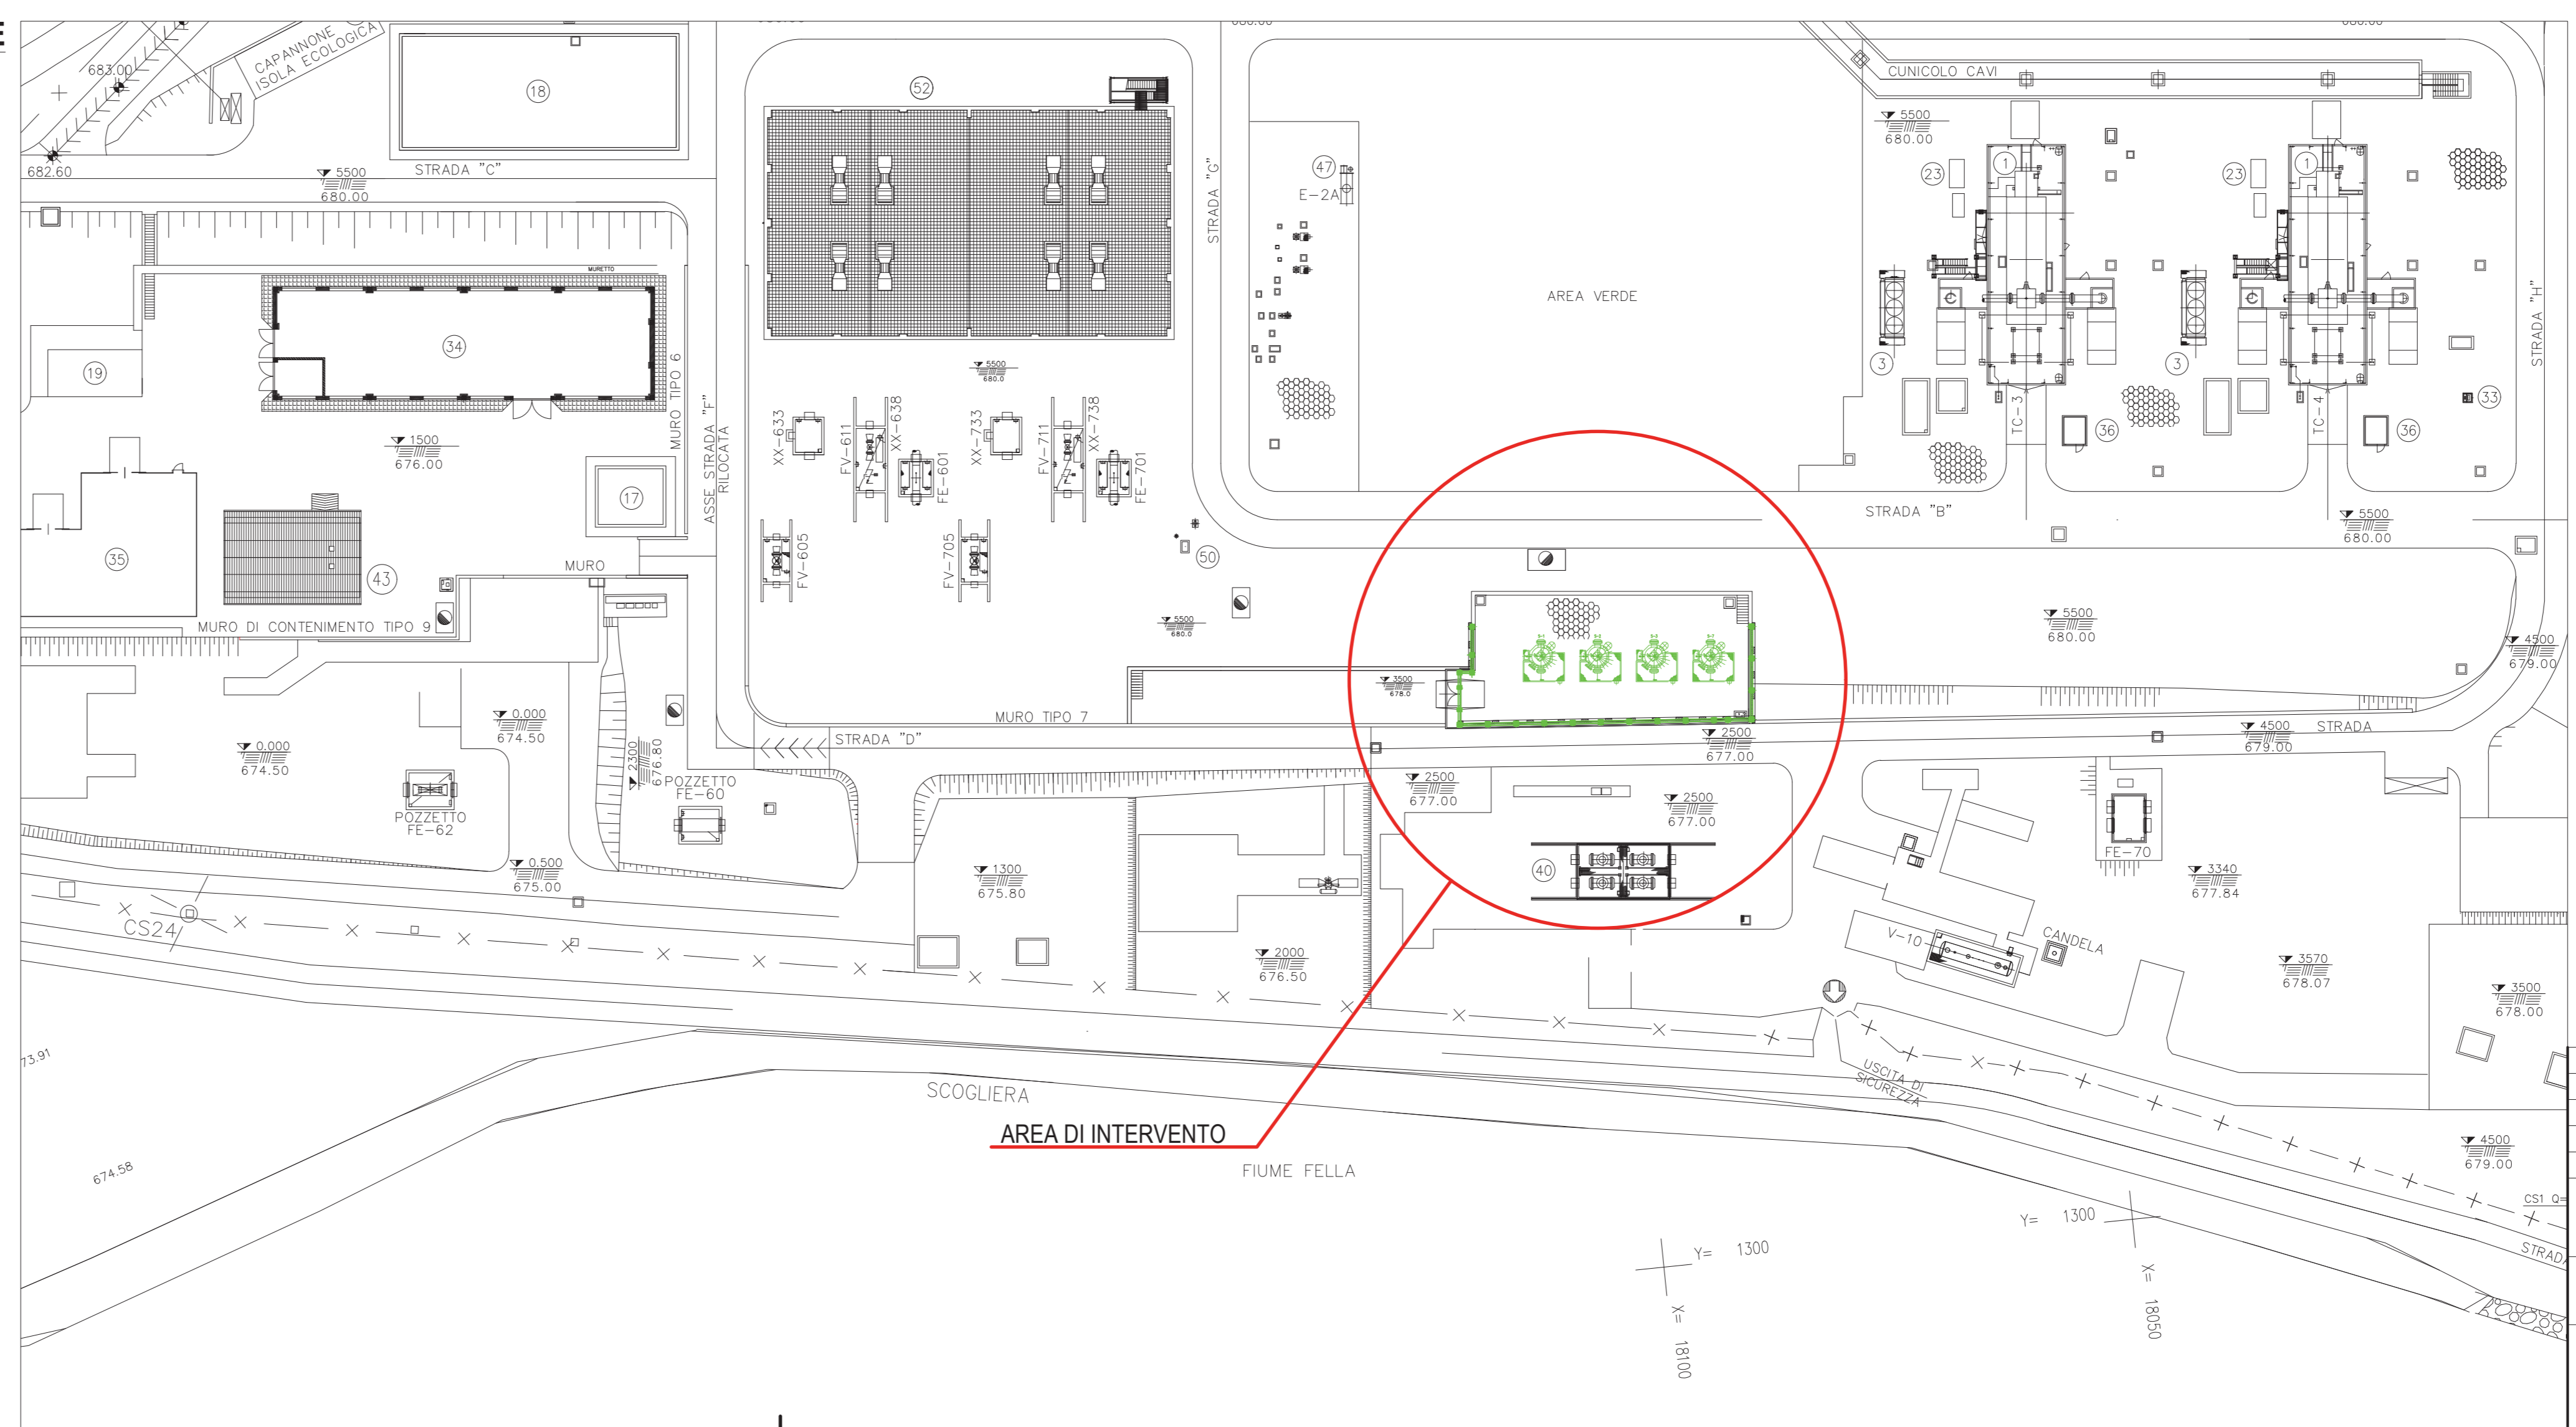 CAPANNONE
ISOLA ECOLOGICA
683.00
682.60
18
52
CUNICOLO CAVI
5500
680.00
STRADA "C"
5500
680.00
STRADA "G"
47
E-2A
23
1
23
1
STRADA "H"
MURETTO
AREA VERDE
34
19
MURO TIPO 6
3
3
5500
680.0
TC-3
TC-4
33
36
36
1500
676.00
ASSE STRADA "F"
RILOCATA
XX-633
FV-611
XX-638
FE-601
XX-733
FV-711
XX-738
FE-701
17
STRADA "B"
5500
680.00
35
43
MURO
FV-605
FV-705
50
MURO DI CONTENIMENTO TIPO 9
5500
680.0
5500
680.00
4500
679.00
S-1
S-2
3500
678.0
0.000
674.50
0.000
674.50
MURO TIPO 7
STRADA "D"
2500
677.00
4500
679.00
STRADA
2300
676.80
POZZETTO
FE-60
POZZETTO
FE-62
2500
677.00
2500
677.00
0.500
675.00
1300
675.80
40
FE-70
3340
677.84
CS24
V-10
CANDELA
2000
676.50
3570
678.07
3500
678.00
73.91
USCITA DI
SICUREZZA
SCOGLIERA
AREA DI INTERVENTO
FIUME FELLA
674.58
4500
679.00
CS1 Q=
Y= 1300
X= 18100
Y= 1300
X= 18050
STRADA